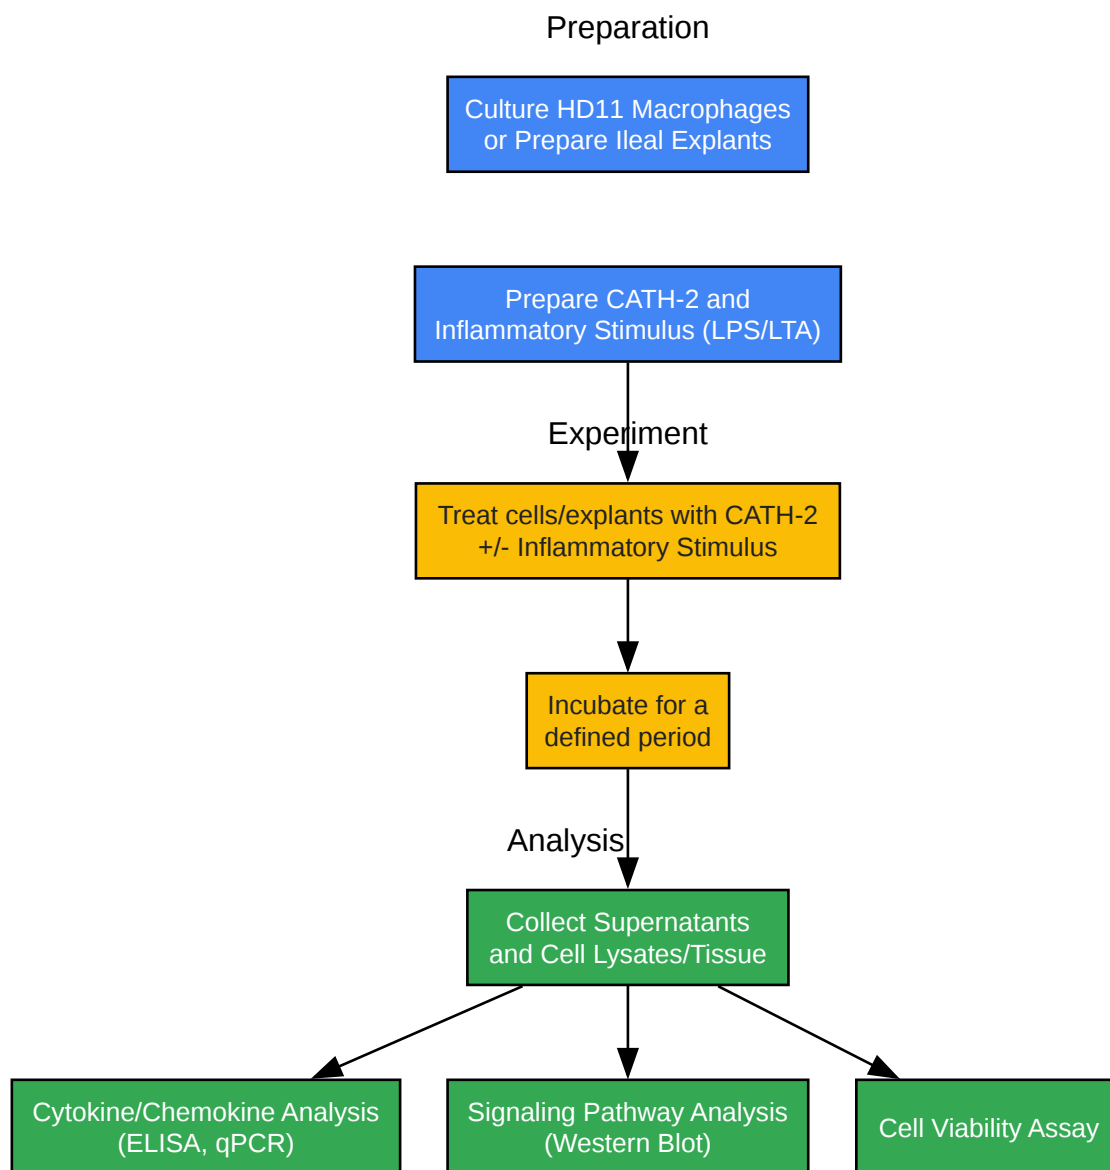 Preparation
Culture HD11 Macrophages
or Prepare Ileal Explants
Prepare CATH-2 and
Inflammatory Stimulus (LPS/LTA)
Experiment
Treat cells/explants with CATH-2
+/- Inflammatory Stimulus
Incubate for a
defined period
Analysis
Collect Supernatants
and Cell Lysates/Tissue
Cytokine/Chemokine Analysis
(ELISA, qPCR)
Signaling Pathway Analysis
(Western Blot)
Cell Viability Assay